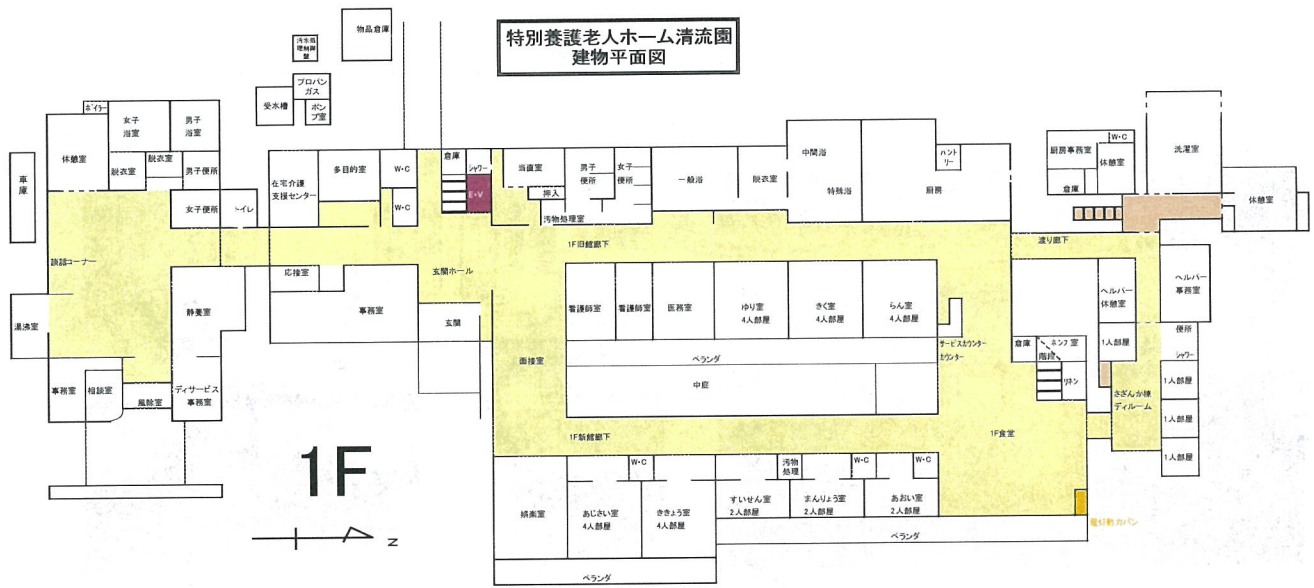 特別養護老人ホーム清流園
建物平面図
物品倉庫
汚水処
理制御
盤
プロパン
ガス
受水槽
ポン
プ室
ボイラー
女子
浴室
男子
浴室
休憩室
脱衣室
脱衣室
男子便所
車庫
女子便所
トイレ
談話コーナー
湯沸室
静養室
事務室
相談室
風除室
ディサービス
事務室
在宅介護
支援センター
多目的室
W・C
W・C
倉庫
シャワー
E・V
当直室
押入
男子
便所
女子
便所
汚物処理室
一般浴
脱衣室
中間浴
特殊浴
厨房
厨房事務室
W・C
休憩室
倉庫
洗濯室
休憩室
1F旧館廊下
渡り廊下
応接室
事務室
玄関ホール
玄関
面接室
看護師室
看護師室
医務室
ゆり室
4人部屋
きく室
4人部屋
らん室
4人部屋
ベランダ
中庭
サービスカウンター
カウンター
倉庫
階段
リネン
ヘルパー
休憩室
1人部屋
ヘルパー
事務室
便所
シャワー
1人部屋
1人部屋
1人部屋
さざんか棟
ディルーム
1F新館廊下
1F食堂
娯楽室
W・C
あじさい室
4人部屋
ききょう室
4人部屋
汚物
処理
W・C
W・C
すいせん室
2人部屋
まんりょう室
2人部屋
あおい室
2人部屋
ベランダ
ベランダ
1F
N